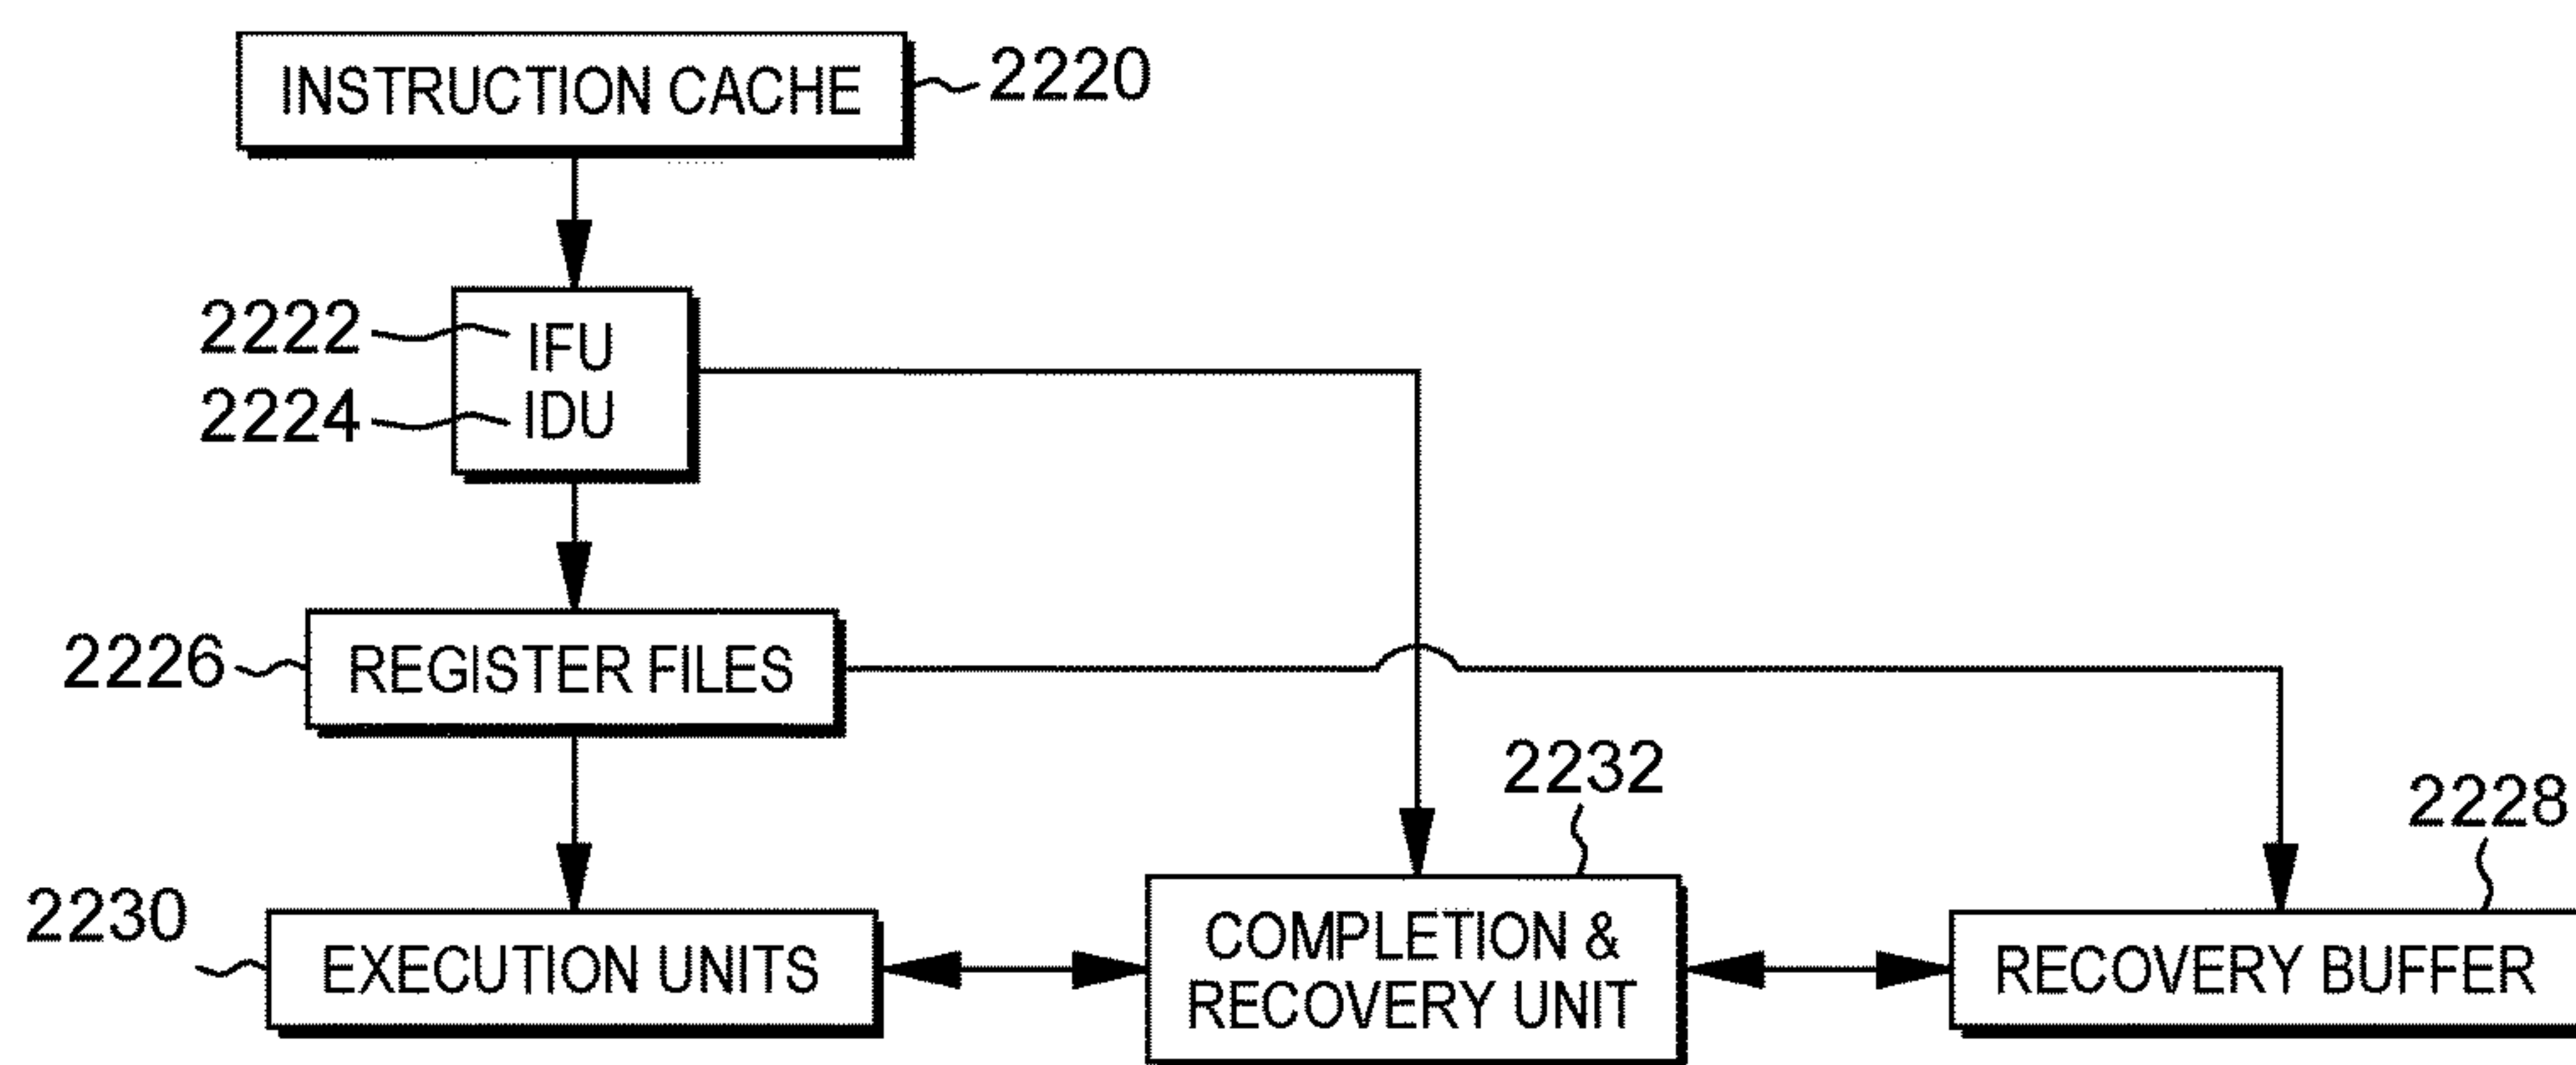 INSTRUCTION CACHE
2220
2222
IFU
2224
IDU
2226
REGISTER FILES
2232
2228
2230
EXECUTION UNITS
COMPLETION &
RECOVERY UNIT
RECOVERY BUFFER